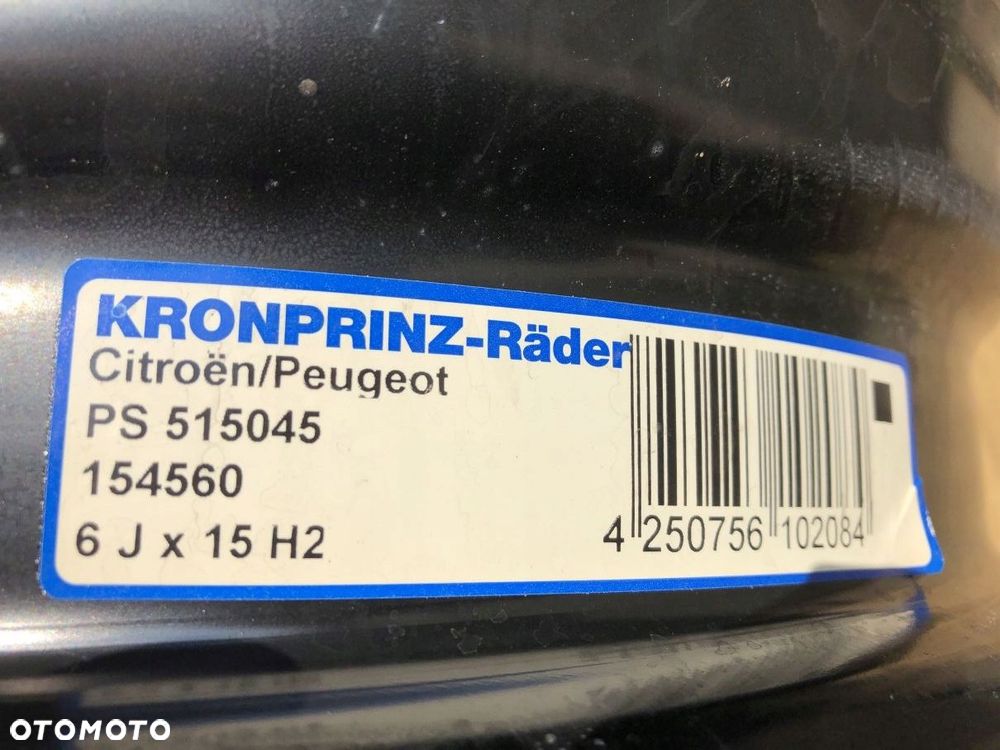 KRONPRINZ-Räder
Citroën/Peugeot
PS 515045
154560
6 J x 15 H2
4 250756 102084
OTOMOTO